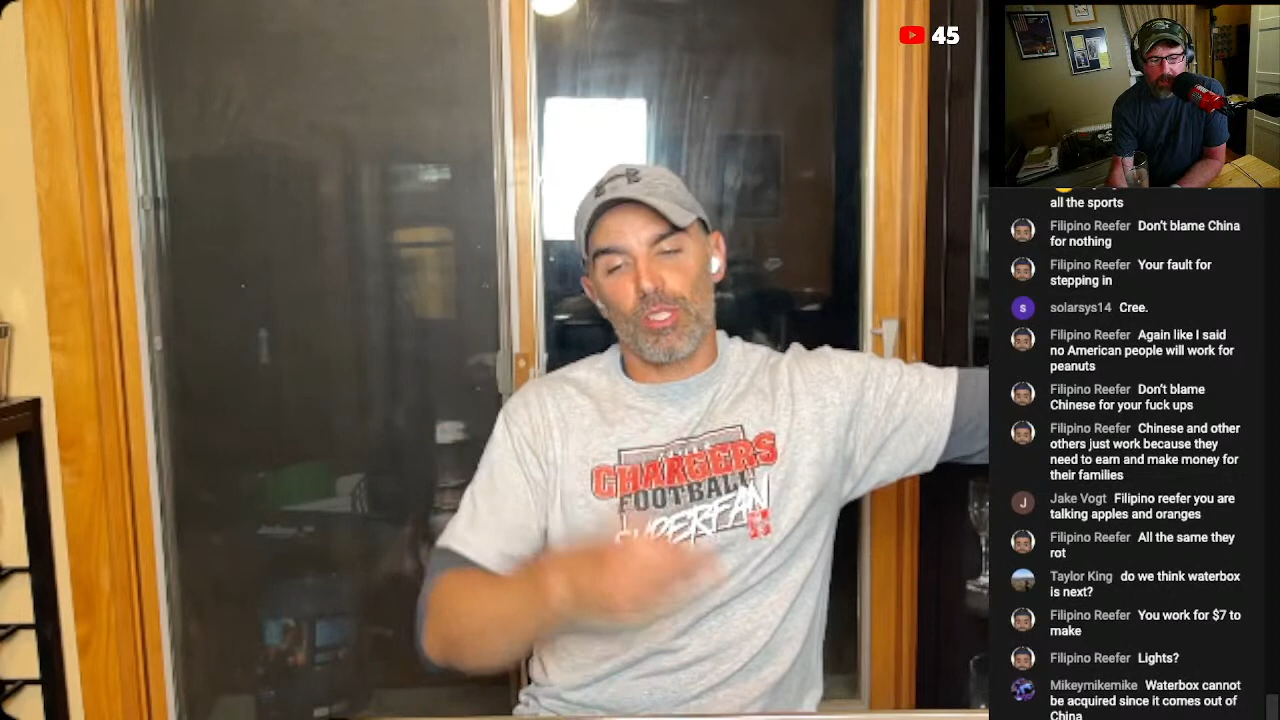 45
CHARGERS
FOOTBALL
SUPERFAN
all the sports
Filipino Reefer Don't blame China
for nothing
Filipino Reefer Your fault for
stepping in
S
solarsys14 Cree.
Filipino Reefer Again like I said
no American people will work for
peanuts
Filipino Reefer Don't blame
Chinese for your fuck ups
Filipino Reefer Chinese and other
others just work because they
need to earn and make money for
their families
J
Jake Vogt Filipino reefer you are
talking apples and oranges
Filipino Reefer All the same they
rot
Taylor King do we think waterbox
is next?
Filipino Reefer You work for $7 to
make
Filipino Reefer Lights?
Mikeymikemike Waterbox cannot
be acquired since it comes out of
China